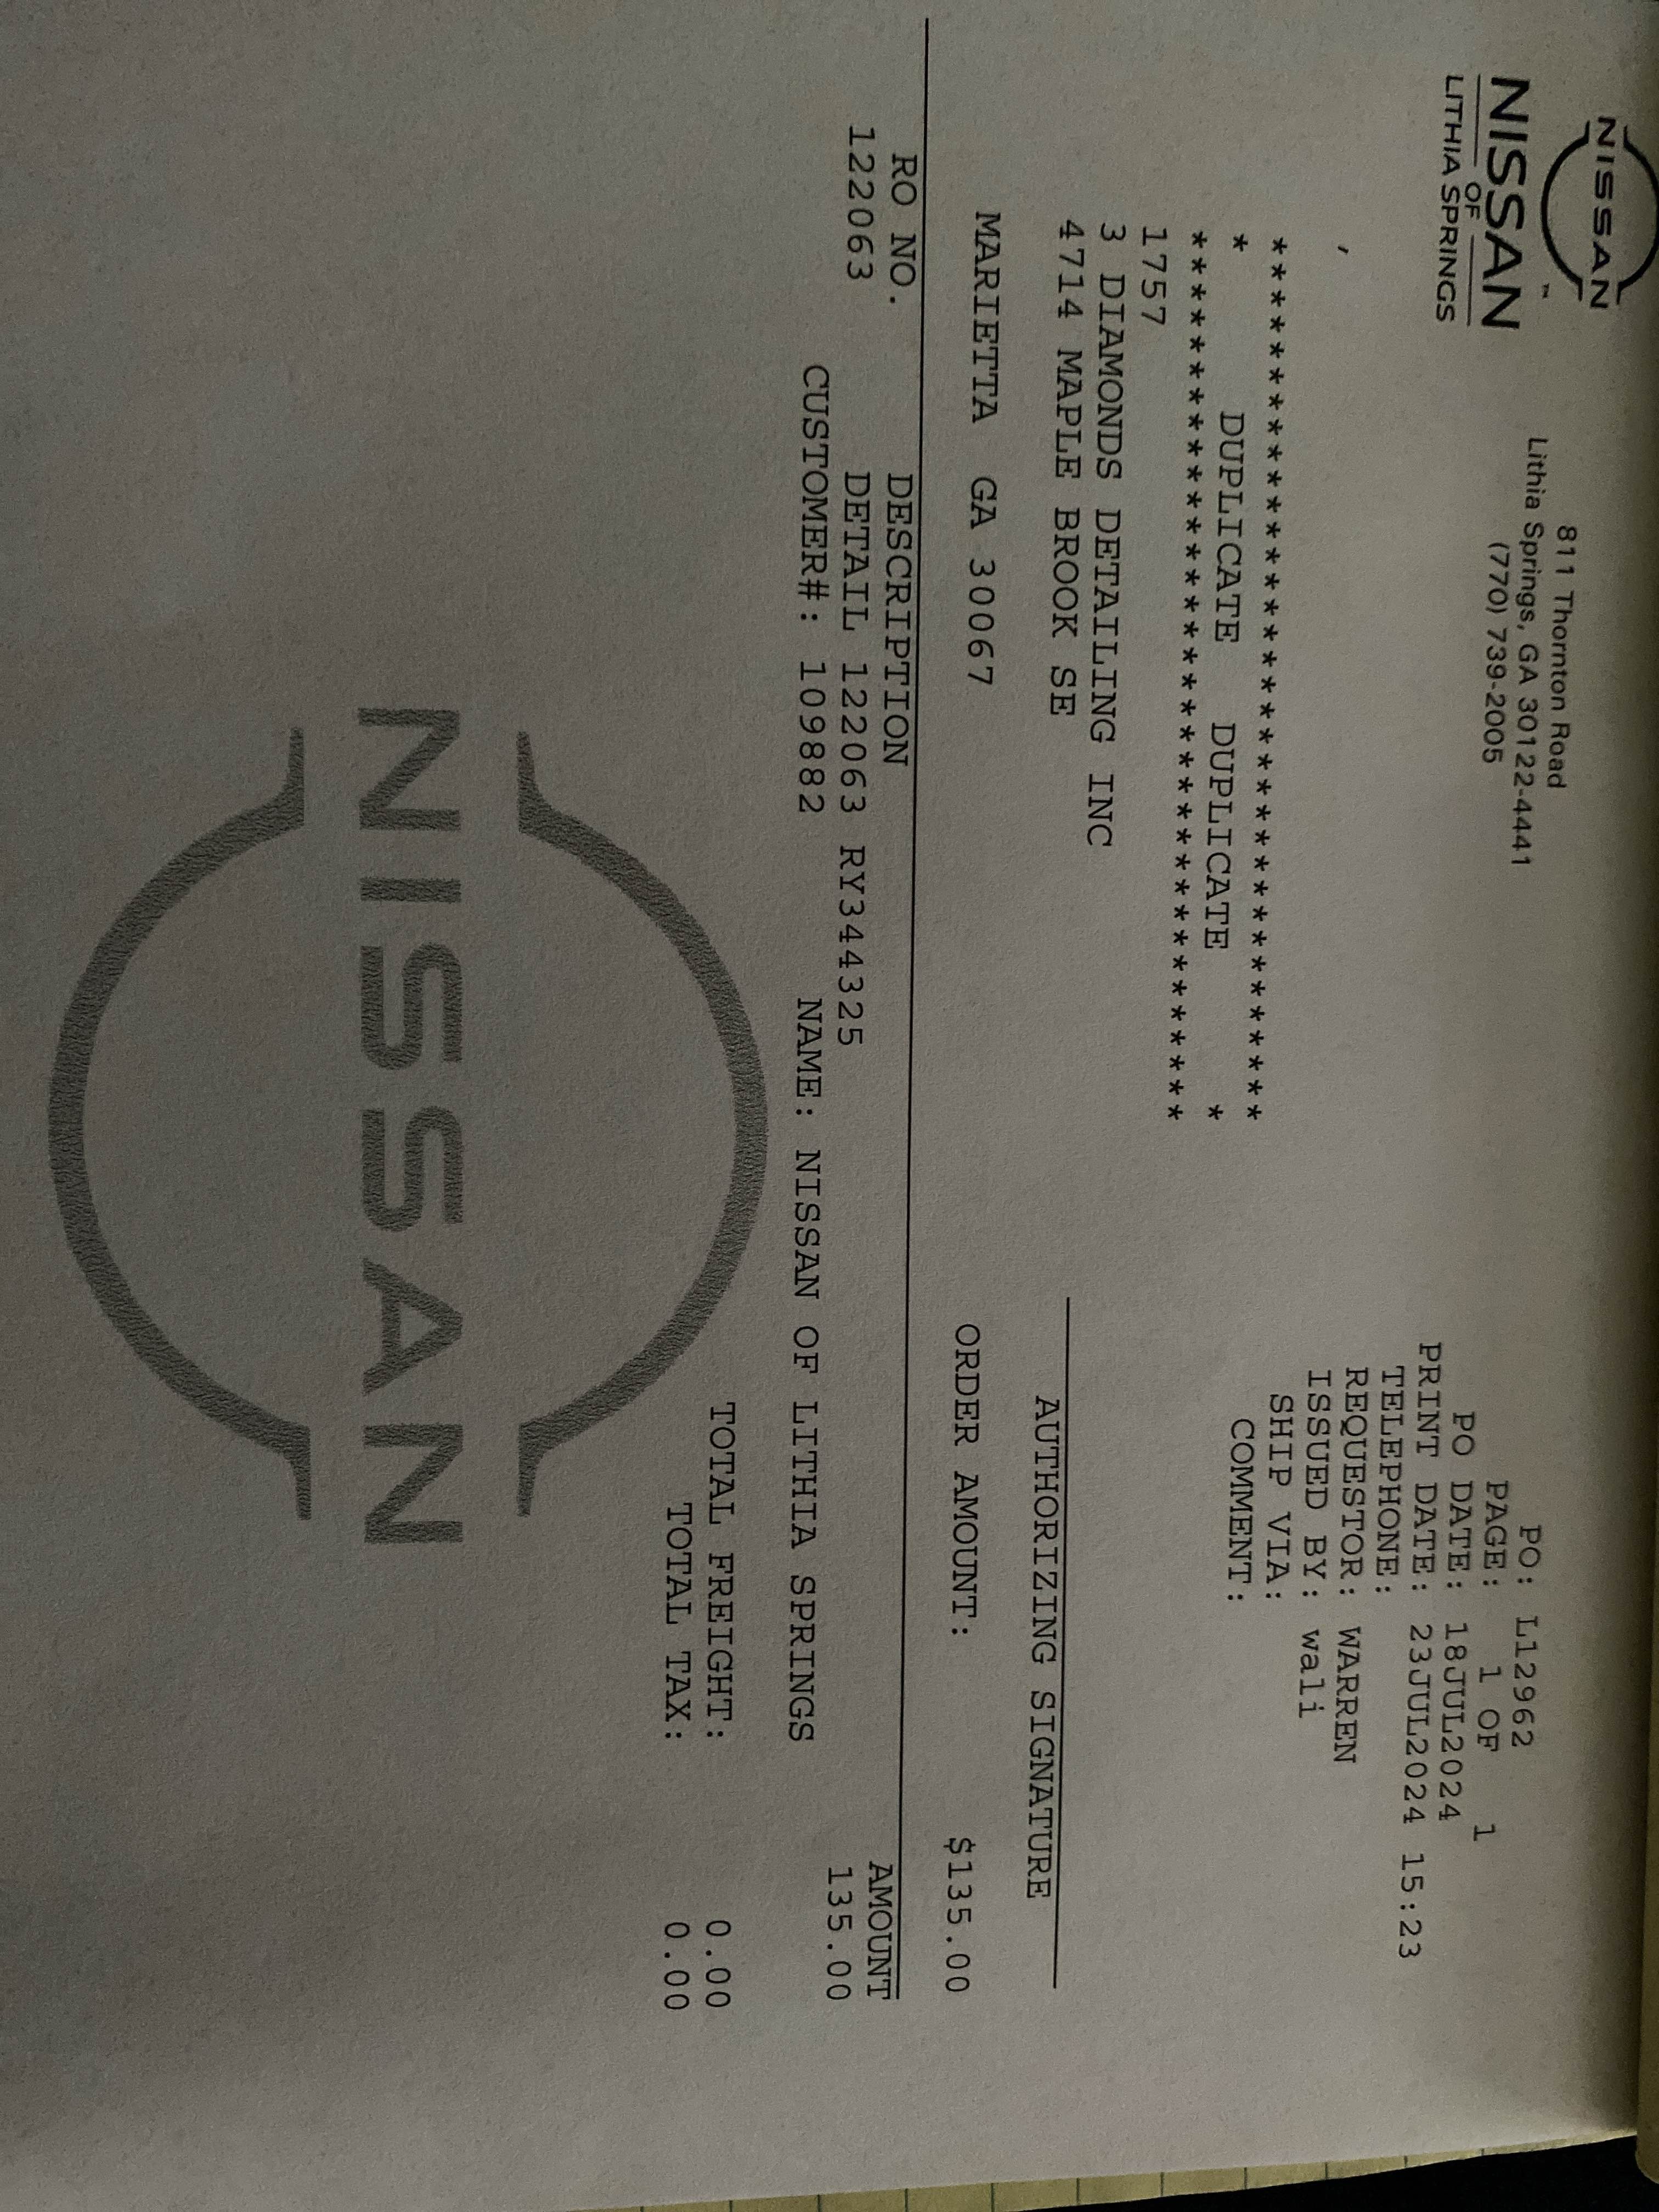 NISSAN
NISSAN
OF
LITHIA SPRINGS
811 Thornton Road
Lithia Springs, GA 30122-4441
(770) 739-2005
PO: L12962
PAGE: 1 OF 1
PO DATE: 18JUL2024
PRINT DATE: 23JUL2024 15:23
TELEPHONE:
REQUESTOR: WARREN
ISSUED BY: wali
SHIP VIA:
COMMENT:
,
**********************************
* DUPLICATE DUPLICATE *
**********************************
1757
3 DIAMONDS DETAILING INC
4714 MAPLE BROOK SE
MARIETTA GA 30067
AUTHORIZING SIGNATURE
ORDER AMOUNT: $135.00
RO NO. DESCRIPTION AMOUNT
122063 DETAIL 122063 RY344325 135.00
CUSTOMER#: 109882 NAME: NISSAN OF LITHIA SPRINGS
TOTAL FREIGHT: 0.00
TOTAL TAX: 0.00
NISSAN